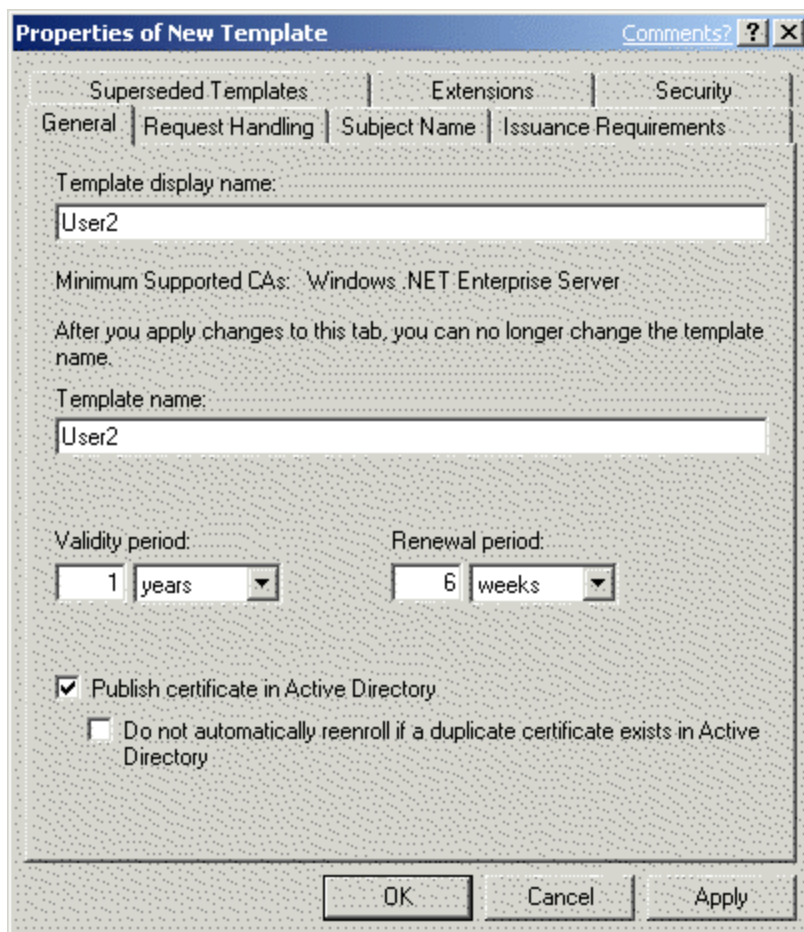 Properties of New Template Comments? ?
Superseded Templates Extensions Security
General Request Handling Subject Name Issuance Requirements
Template display name:
User2
Minimum Supported CAs: Windows .NET Enterprise Server
After you apply changes to this tab, you can no longer change the template
name.
Template name:
User2
Validity period: Renewal period:
1 years 6 weeks
Publish certificate in Active Directory
Do not automatically reenroll if a duplicate certificate exists in Active
Directory
OK Cancel Apply